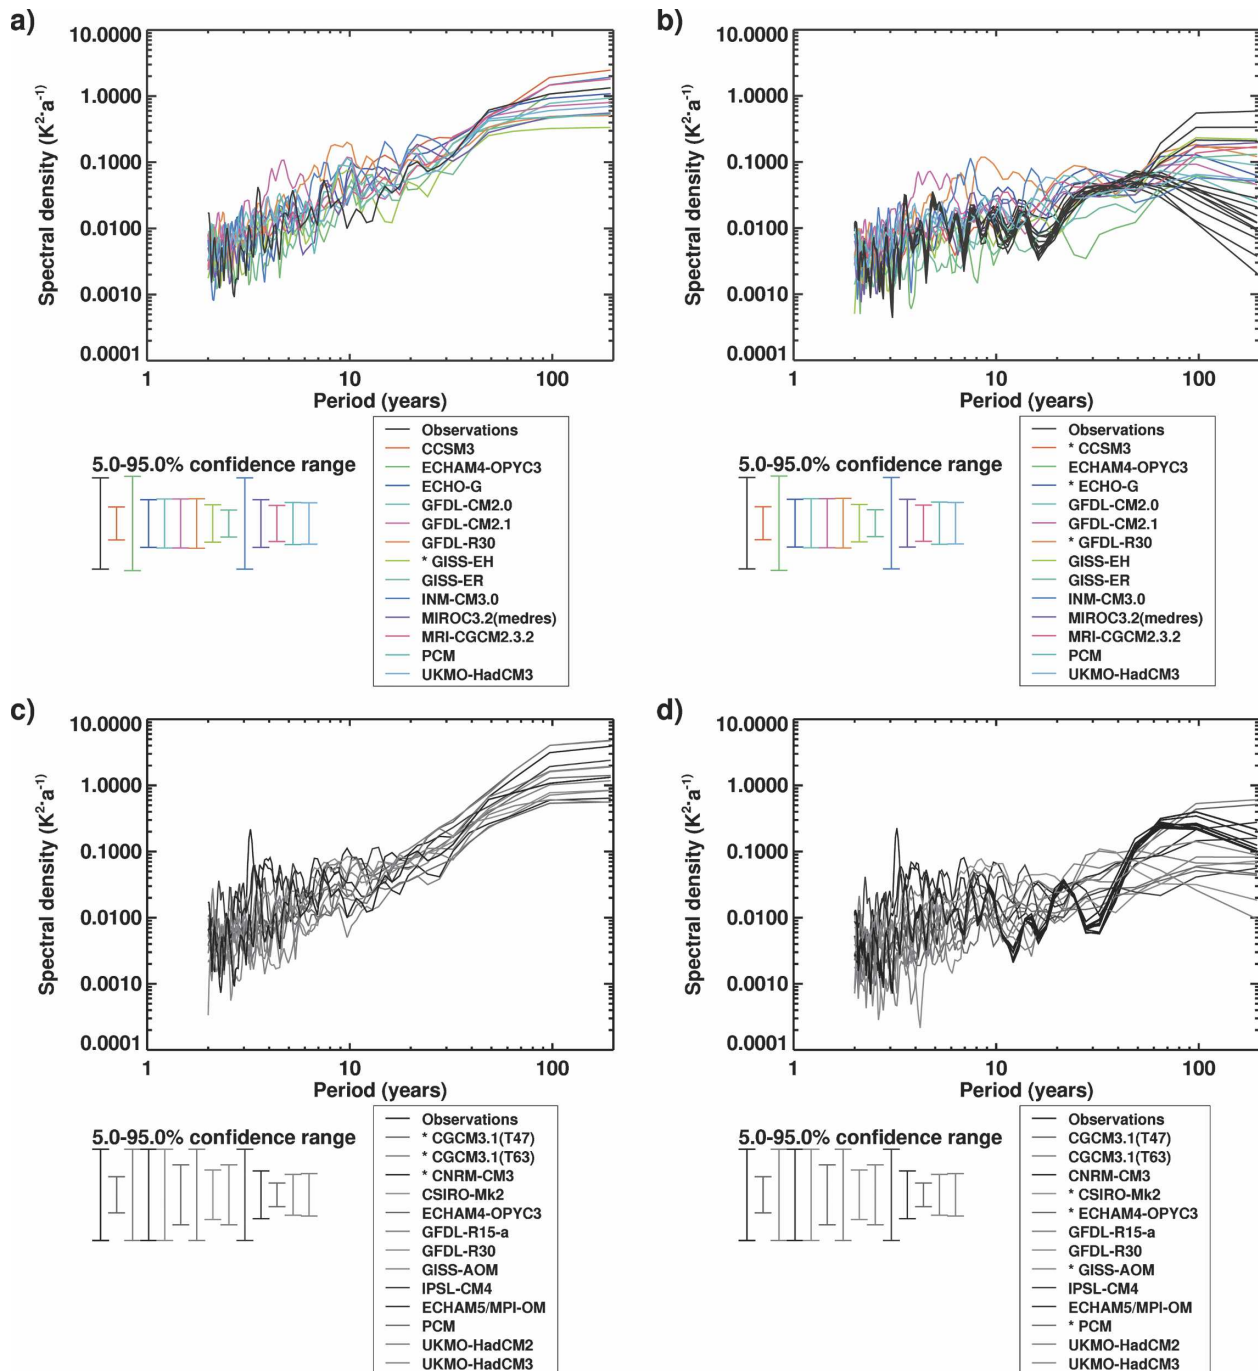 a)
Spectral density (K²·a⁻¹)
10.0000
1.0000
0.1000
0.0100
0.0010
0.0001
1
10
100
Period (years)
5.0-95.0% confidence range
Observations
CCSM3
ECHAM4-OPYC3
ECHO-G
GFDL-CM2.0
GFDL-CM2.1
GFDL-R30
* GISS-EH
GISS-ER
INM-CM3.0
MIROC3.2(medres)
MRI-CGCM2.3.2
PCM
UKMO-HadCM3
b)
Spectral density (K²·a⁻¹)
10.0000
1.0000
0.1000
0.0100
0.0010
0.0001
1
10
100
Period (years)
5.0-95.0% confidence range
Observations
* CCSM3
ECHAM4-OPYC3
* ECHO-G
GFDL-CM2.0
GFDL-CM2.1
* GFDL-R30
GISS-EH
GISS-ER
INM-CM3.0
MIROC3.2(medres)
MRI-CGCM2.3.2
PCM
UKMO-HadCM3
c)
Spectral density (K²·a⁻¹)
10.0000
1.0000
0.1000
0.0100
0.0010
0.0001
1
10
100
Period (years)
5.0-95.0% confidence range
Observations
* CGCM3.1(T47)
* CGCM3.1(T63)
* CNRM-CM3
CSIRO-Mk2
ECHAM4-OPYC3
GFDL-R15-a
GFDL-R30
GISS-AOM
IPSL-CM4
ECHAM5/MPI-OM
PCM
UKMO-HadCM2
UKMO-HadCM3
d)
Spectral density (K²·a⁻¹)
10.0000
1.0000
0.1000
0.0100
0.0010
0.0001
1
10
100
Period (years)
5.0-95.0% confidence range
Observations
CGCM3.1(T47)
CGCM3.1(T63)
CNRM-CM3
* CSIRO-Mk2
* ECHAM4-OPYC3
GFDL-R15-a
GFDL-R30
* GISS-AOM
IPSL-CM4
ECHAM5/MPI-OM
* PCM
UKMO-HadCM2
UKMO-HadCM3